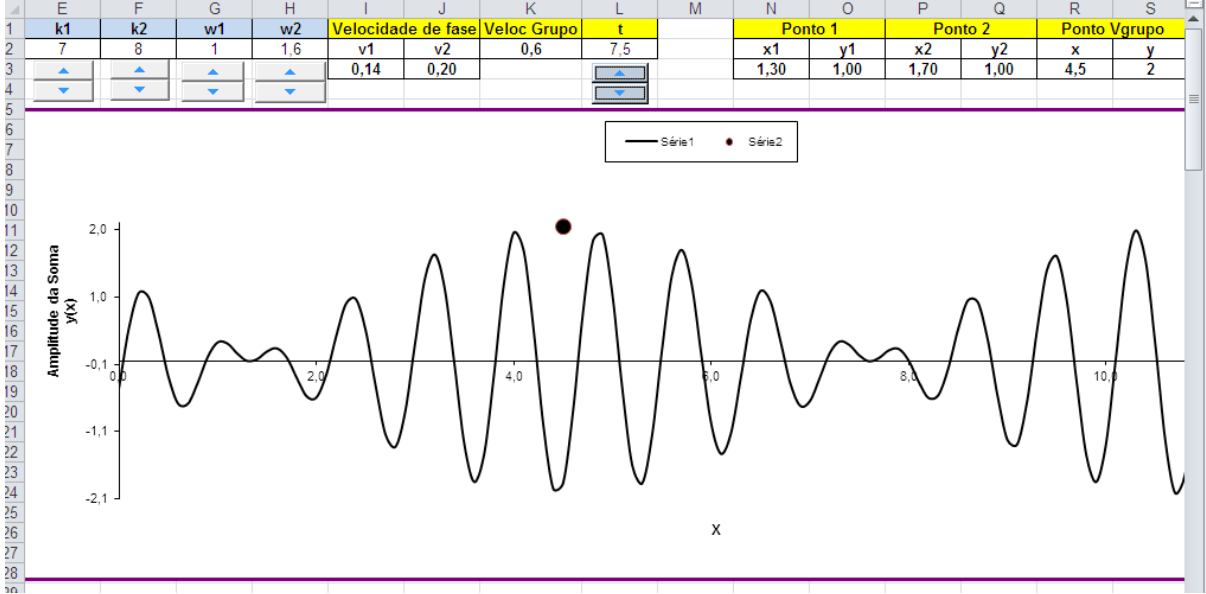 E F G H I J K L M N O P Q R S
1 k1 k2 w1 w2 Velocidade de fase Veloc Grupo t Ponto 1 Ponto 2 Ponto Vgrupo
2 7 8 1 1,6 v1 v2 0,6 7,5 x1 y1 x2 y2 x y
3 0,14 0,20 1,30 1,00 1,70 1,00 4,5 2
4
5
6
7 Série1 Série2
8
9
10
11 2,0
12
13
14 1,0
15
16
17
18 -0,1 0,0 2,0 4,0 6,0 8,0 10,0
19
20
21 -1,1
22
23
24 -2,1
25
26 x
27
28
29
Amplitude da Soma
y(x)